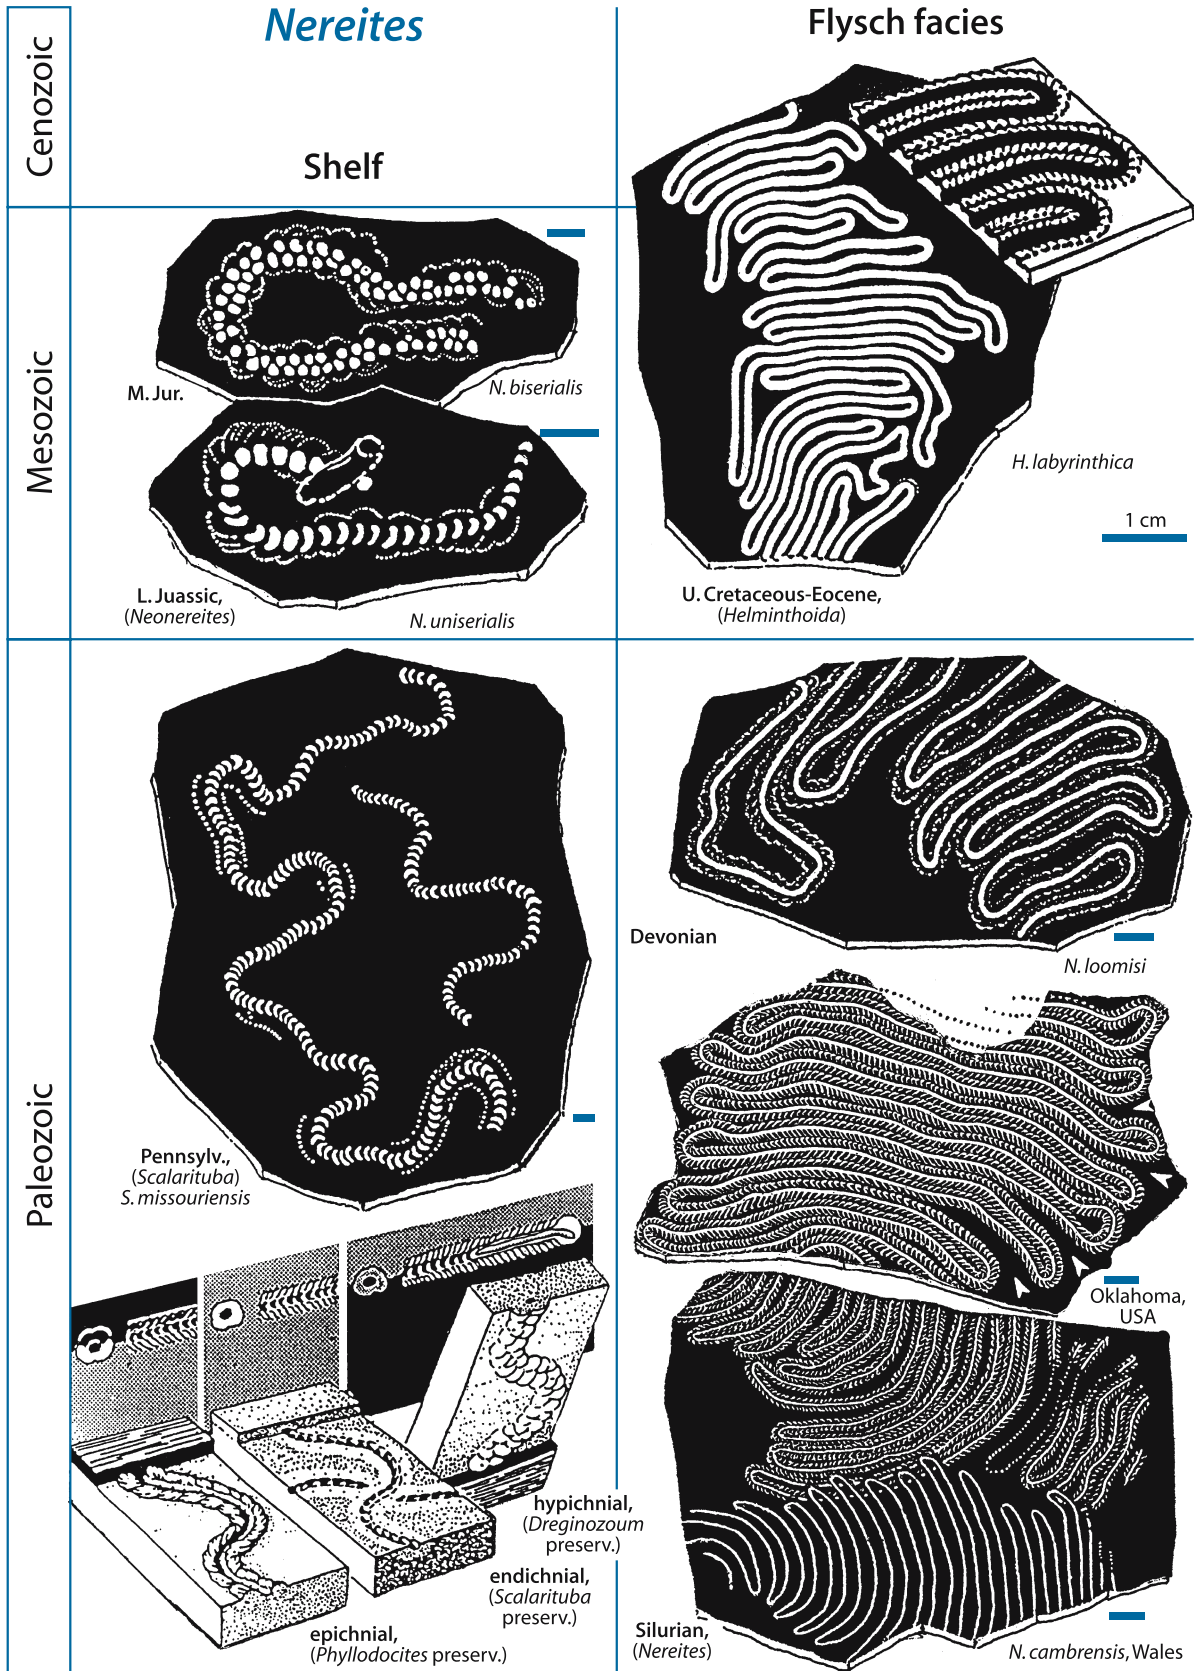 Nereites
Flysch facies
Cenozoic
Shelf
Mesozoic
M. Jur.
N. biserialis
L. Juassic,
(Neonereites)
N. uniserialis
H. labyrinthica
1 cm
U. Cretaceous-Eocene,
(Helminthoida)
Paleozoic
Pennsylv.,
(Scalarituba)
S. missouriensis
hypichnial,
(Dreginozoum
preserv.)
endichnial,
(Scalarituba
preserv.)
epichnial,
(Phyllodocites preserv.)
Devonian
N. loomisi
Oklahoma,
USA
Silurian,
(Nereites)
N. cambrensis, Wales